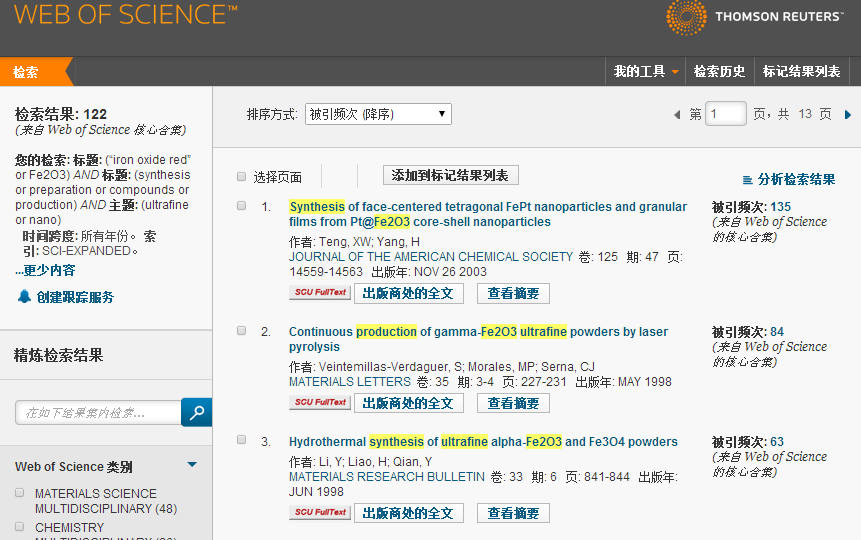 WEB OF SCIENCE™
THOMSON REUTERS™
检索
我的工具
检索历史
标记结果列表
检索结果: 122
(来自 Web of Science 核心合集)
您的检索: 标题: (“iron oxide red”
or Fe2O3) AND 标题: (synthesis
or preparation or compounds or
production) AND 主题: (ultrafine
or nano)
时间跨度: 所有年份。 索
引: SCI-EXPANDED。
...更少内容
创建跟踪服务
精炼检索结果
在如下结果集内检索...
Web of Science 类别
MATERIALS SCIENCE
MULTIDISCIPLINARY (48)
CHEMISTRY
排序方式: 被引频次 (降序)
第 1 页，共 13 页
选择页面
添加到标记结果列表
分析检索结果
1. Synthesis of face-centered tetragonal FePt nanoparticles and granular
films from Pt@Fe2O3 core-shell nanoparticles
作者: Teng, XW; Yang, H
JOURNAL OF THE AMERICAN CHEMICAL SOCIETY 卷: 125 期: 47 页:
14559-14563 出版年: NOV 26 2003
SCU FullText 出版商处的全文 查看摘要
被引频次: 135
(来自 Web of Science
的核心合集)
2. Continuous production of gamma-Fe2O3 ultrafine powders by laser
pyrolysis
作者: Veintemillas-Verdaguer, S; Morales, MP; Serna, CJ
MATERIALS LETTERS 卷: 35 期: 3-4 页: 227-231 出版年: MAY 1998
SCU FullText 出版商处的全文 查看摘要
被引频次: 84
(来自 Web of Science
的核心合集)
3. Hydrothermal synthesis of ultrafine alpha-Fe2O3 and Fe3O4 powders
作者: Li, Y; Liao, H; Qian, Y
MATERIALS RESEARCH BULLETIN 卷: 33 期: 6 页: 841-844 出版年:
JUN 1998
SCU FullText 出版商处的全文 查看摘要
被引频次: 63
(来自 Web of Science
的核心合集)